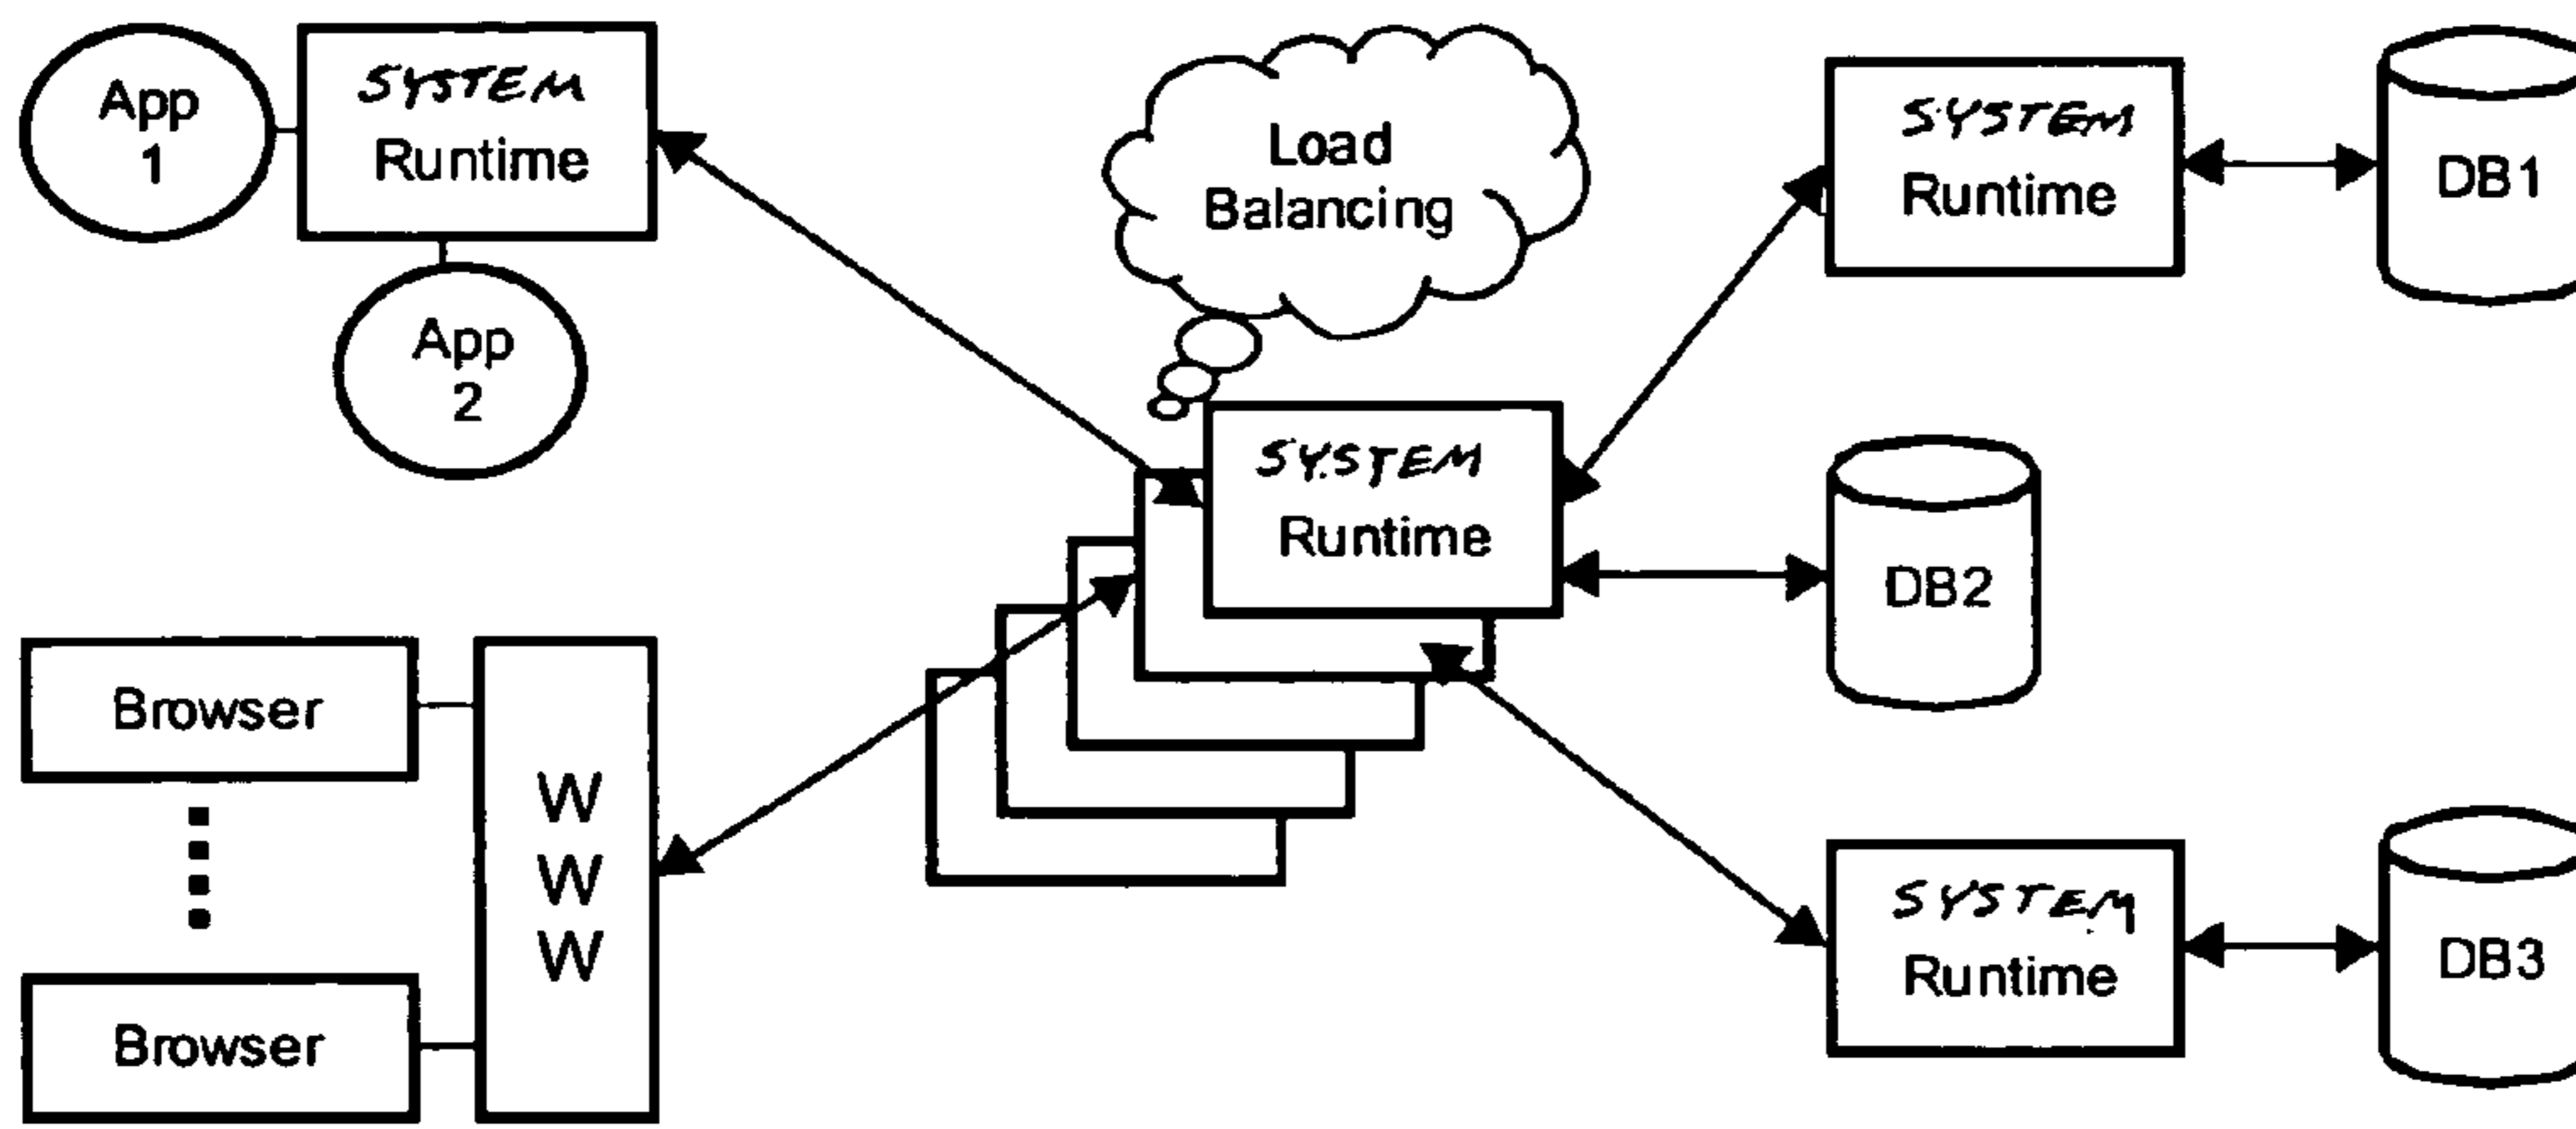 App
1
SYSTEM
Runtime
App
2
Load
Balancing
SYSTEM
Runtime
DB1
SYSTEM
Runtime
DB2
Browser
W
W
W
Browser
SYSTEM
Runtime
DB3